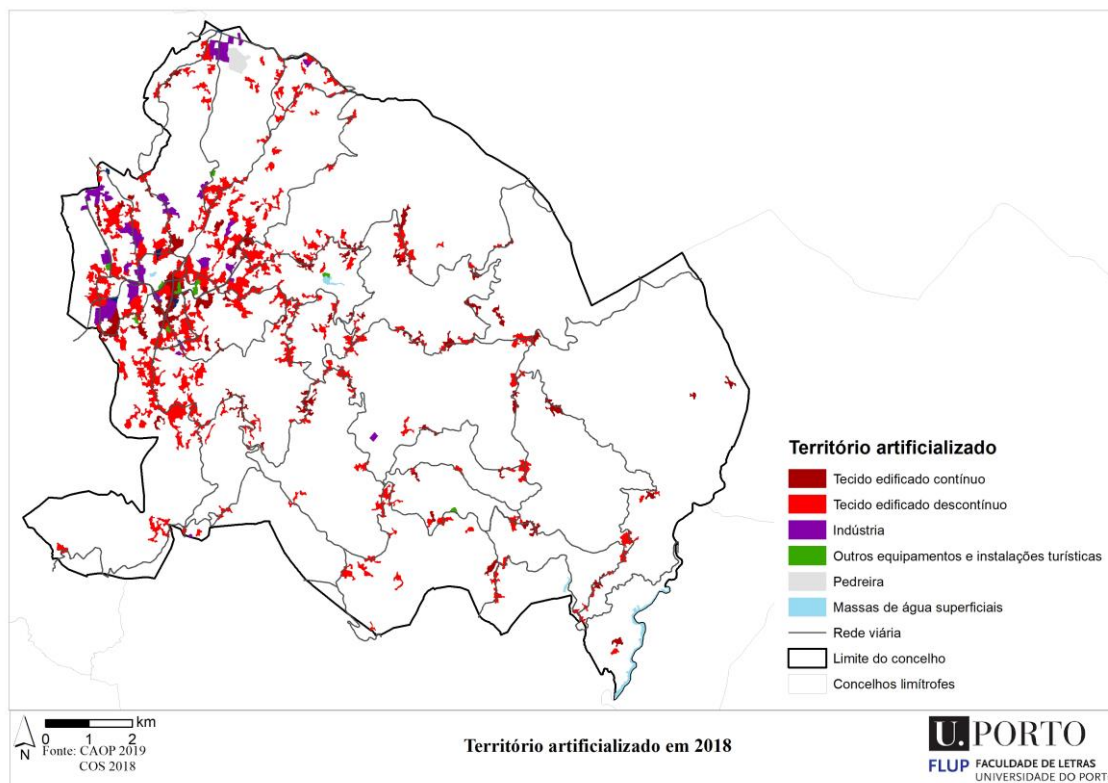 Território artificializado
Tecido edificado contínuo
Tecido edificado descontínuo
Indústria
Outros equipamentos e instalações turísticas
Pedreira
Massas de água superficiais
Rede viária
Limite do concelho
Concelhos limítrofes
N
km
0 1 2
Fonte: CAOP 2019
COS 2018
Território artificializado em 2018
U. PORTO
FLUP FACULDADE DE LETRAS
UNIVERSIDADE DO PORT